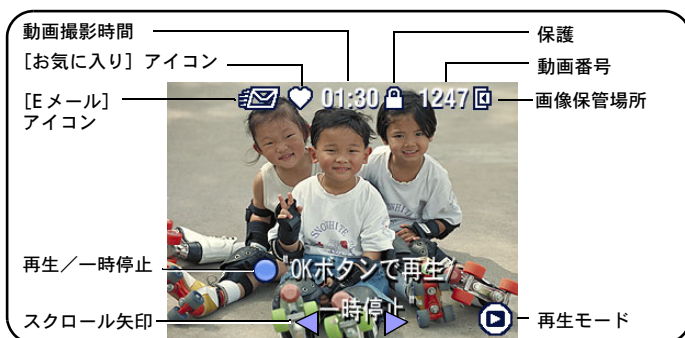 動画撮影時間
[お気に入り] アイコン
[Eメール]
アイコン
保護
動画番号
画像保管場所
01:30
1247
SNOWHITE
再生／一時停止
"OKボタンで再生/
一時停止"
スクロール矢印
再生モード